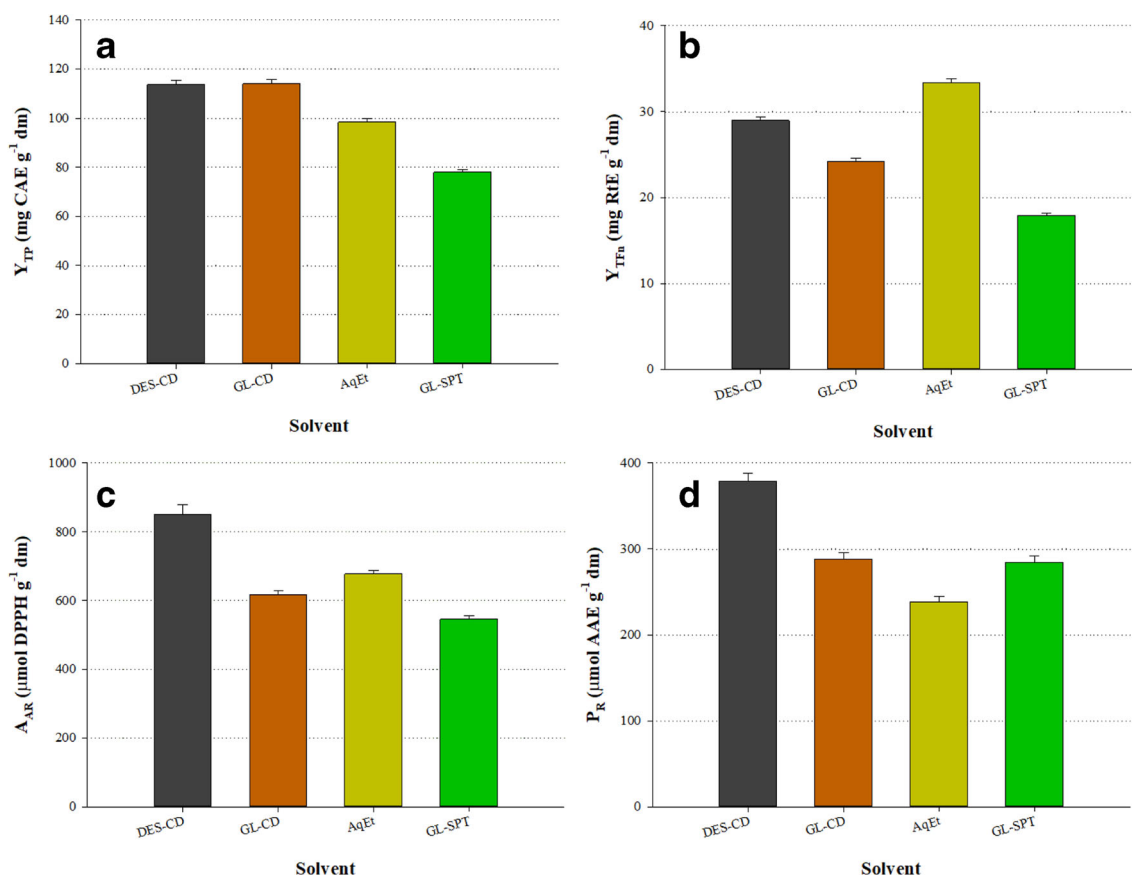 a
Y_TP (mg CAE g⁻¹ dm)
140
120
100
80
60
40
20
0
DES-CD
GL-CD
AqEt
GL-SPT
Solvent
b
Y_TFn (mg RtE g⁻¹ dm)
40
30
20
10
0
DES-CD
GL-CD
AqEt
GL-SPT
Solvent
c
A_AR (μmol DPPH g⁻¹ dm)
1000
800
600
400
200
0
DES-CD
GL-CD
AqEt
GL-SPT
Solvent
d
P_R (μmol AAE g⁻¹ dm)
400
300
200
100
0
DES-CD
GL-CD
AqEt
GL-SPT
Solvent